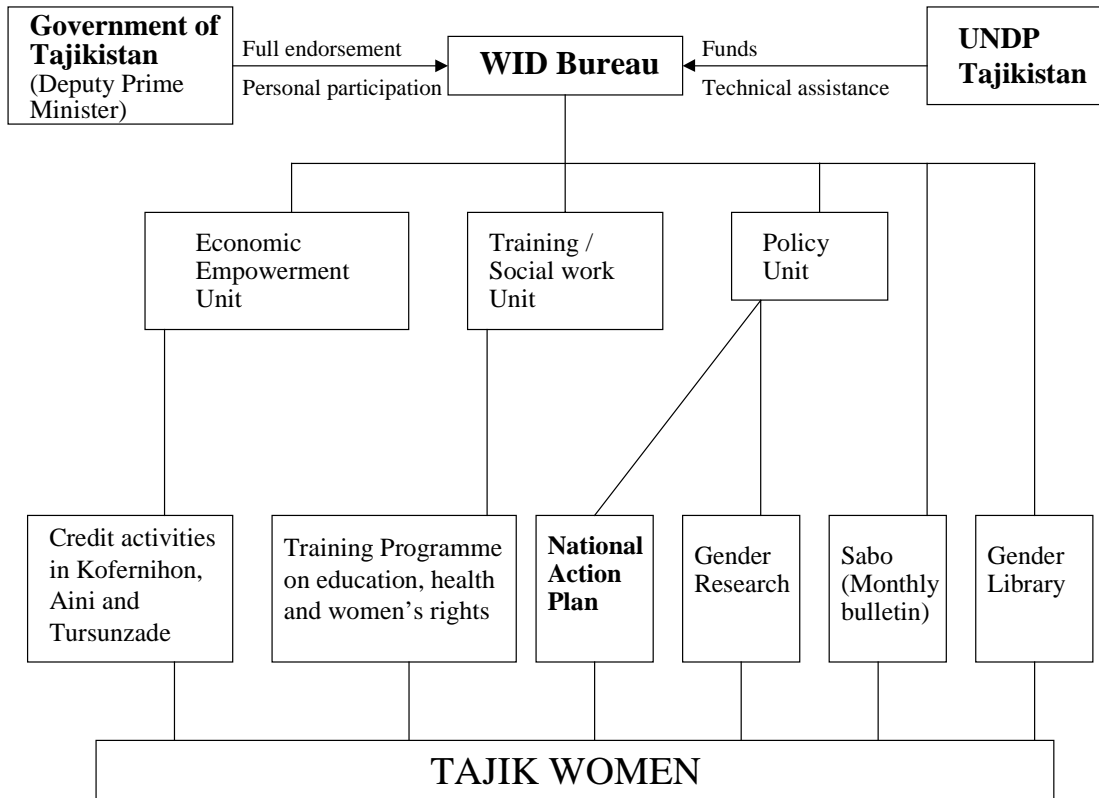 Government of
Tajikistan
(Deputy Prime
Minister)
Full endorsement
Personal participation
WID Bureau
Funds
Technical assistance
UNDP
Tajikistan
Economic
Empowerment
Unit
Training /
Social work
Unit
Policy
Unit
Credit activities
in Kofernihon,
Aini and
Tursunzade
Training Programme
on education, health
and women's rights
National
Action
Plan
Gender
Research
Sabo
(Monthly
bulletin)
Gender
Library
TAJIK WOMEN